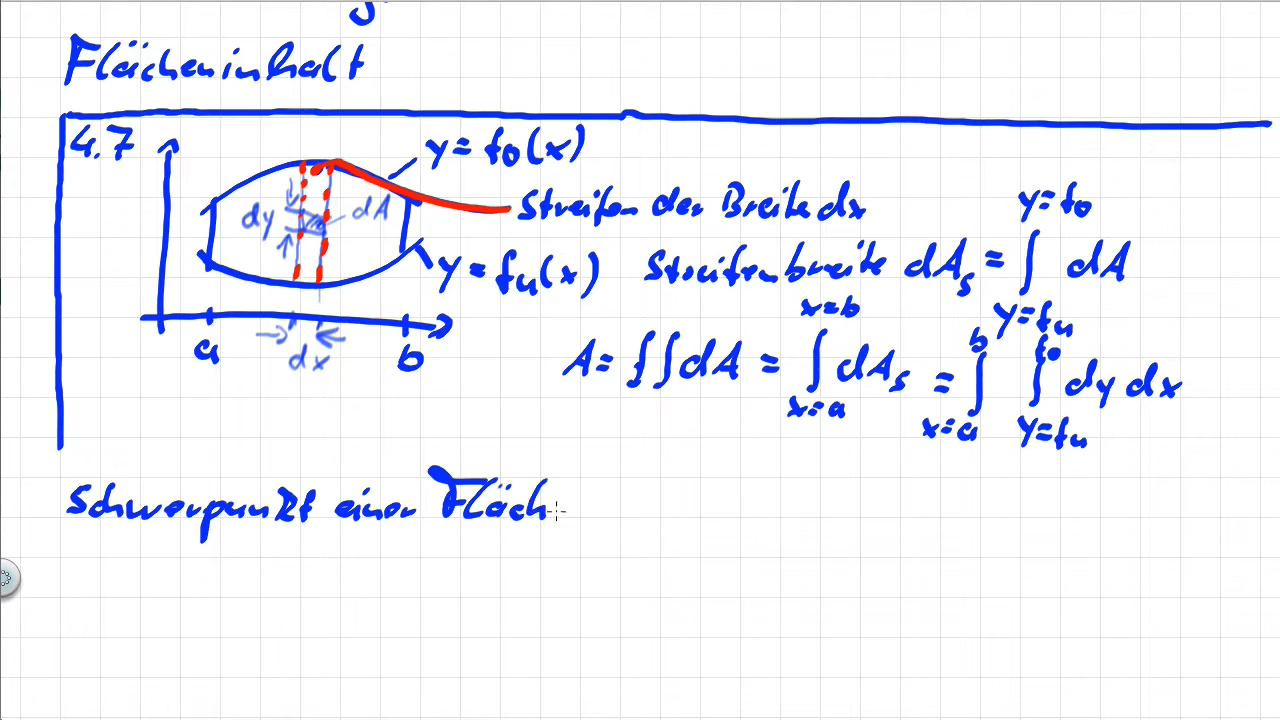 Flächeninhalt
4.7
y = fo(x)
Streifen der Breite dx
dy
dA
y = fu(x)
Streifenbreite dAs = ∫_{y=fu}^{y=fo} dA
a
dx
b
A = ∫∫ dA = ∫_{x=a}^{x=b} dAs = ∫_{x=a}^{b} ∫_{y=fu}^{fo} dy dx
Schwerpunkt einer Fläch